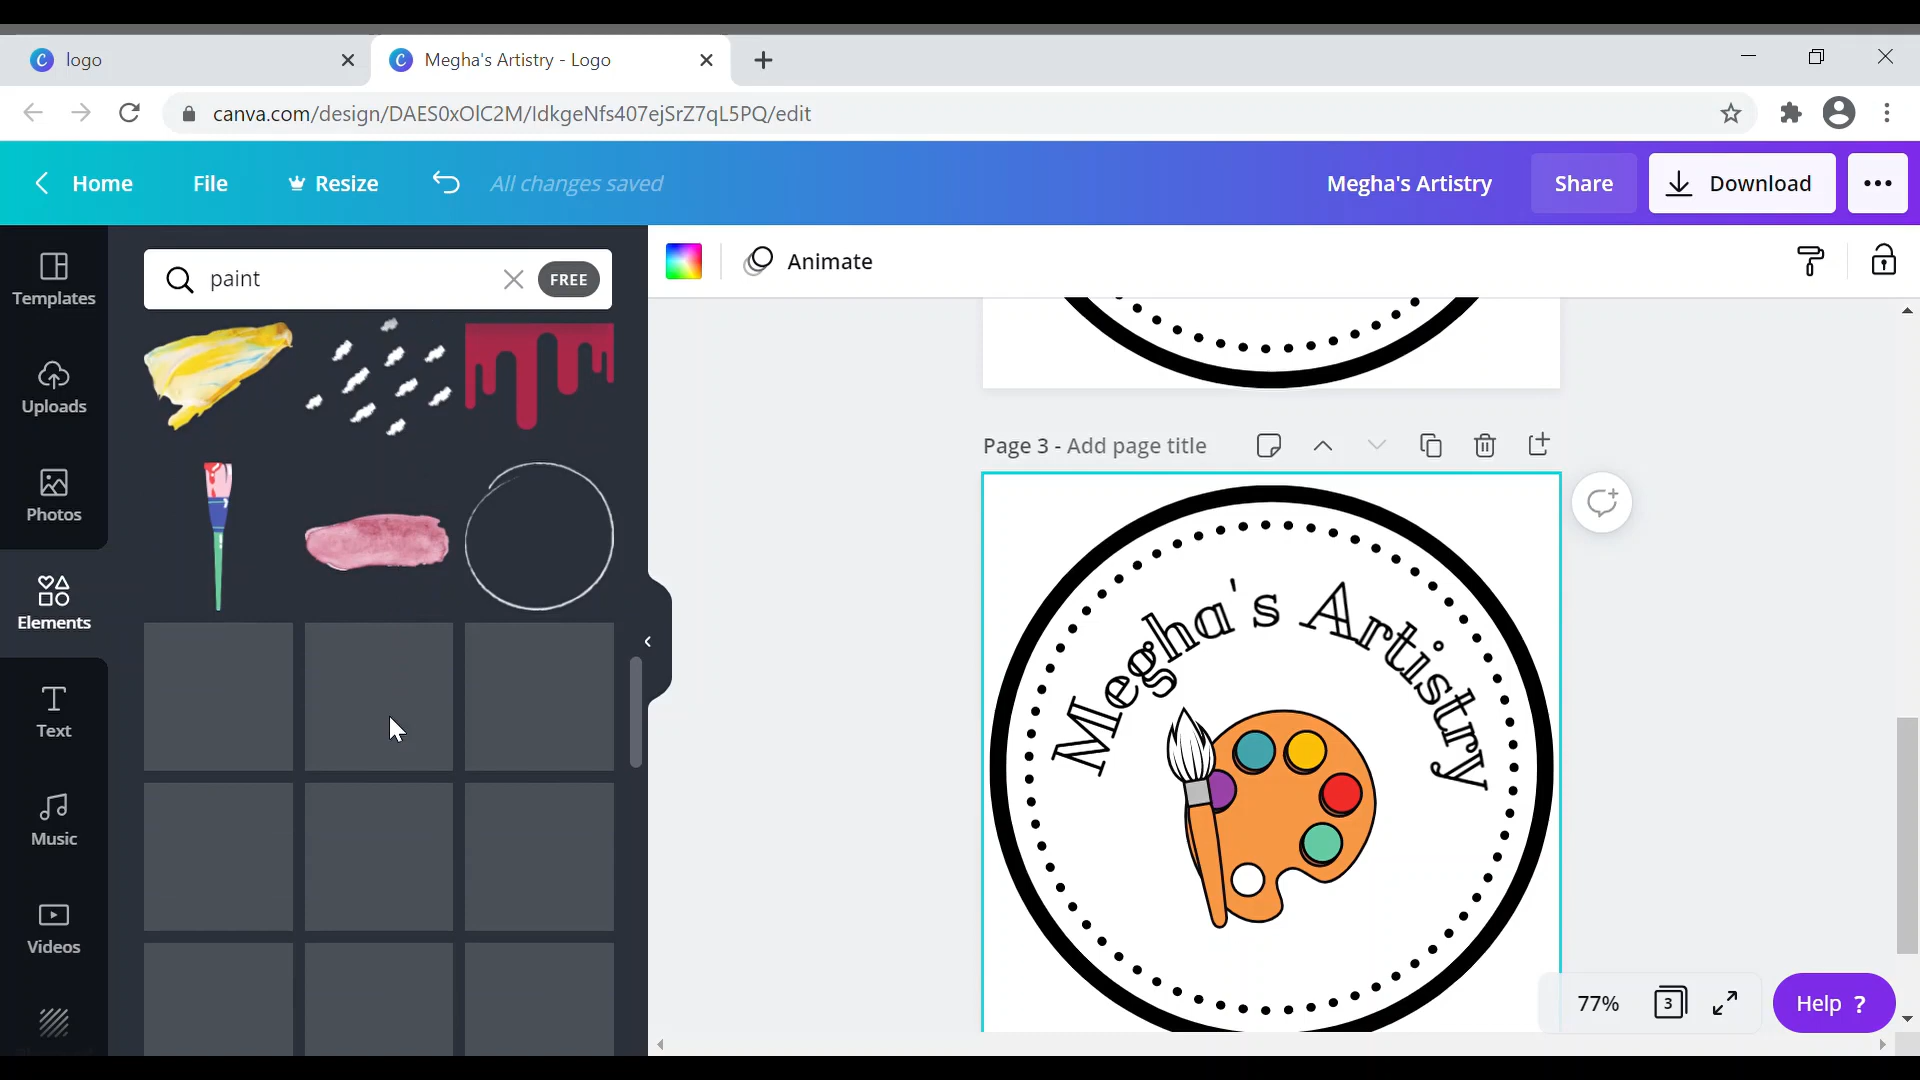 logo
Megha's Artistry - Logo
canva.com/design/DAES0xOlC2M/IdkgeNfs407ejSrZ7qL5PQ/edit
Home
File
Resize
All changes saved
Megha's Artistry
Share
Download
paint
FREE
Animate
Templates
Uploads
Photos
Elements
Text
Music
Videos
Page 3 - Add page title
Megha's Artistry
77%
3
Help ?